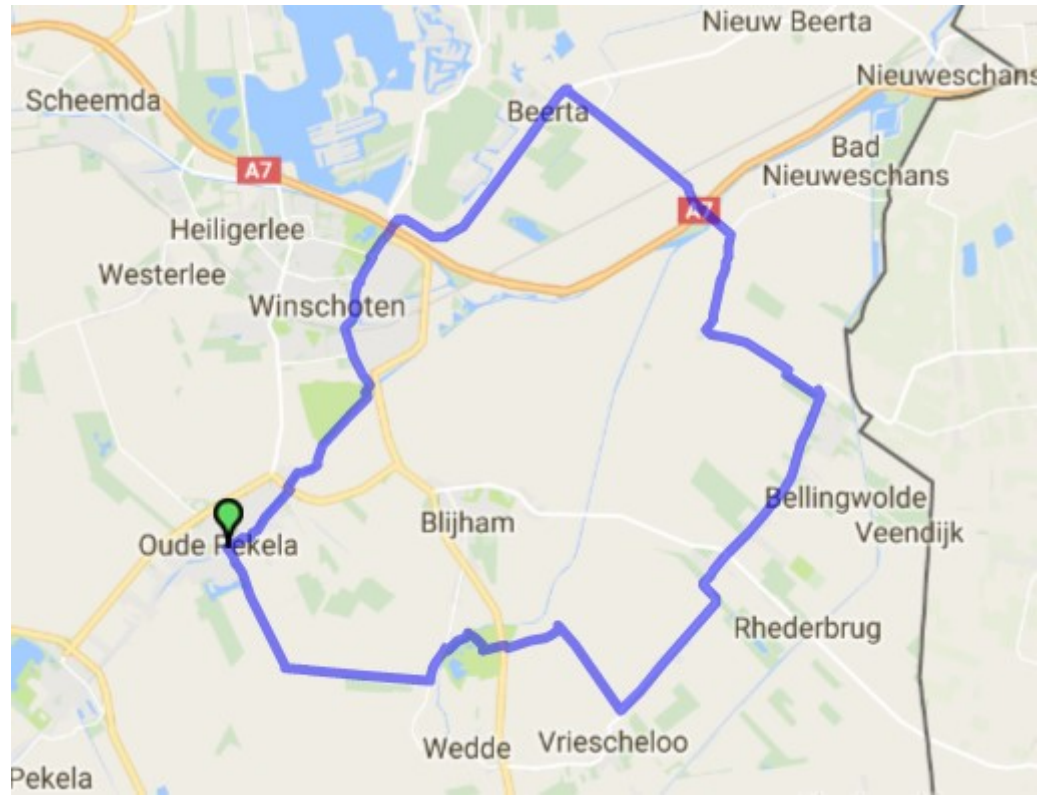 Nieuw Beerta
Nieuweschans
Scheemda
Beerta
Bad
Nieuweschans
A7
A7
Heiligerlee
Westerlee
Winschoten
Bellingwolde
Blijham
Veendijk
Oude Pekela
Rhederbrug
Wedde
Vriescheloo
Pekela